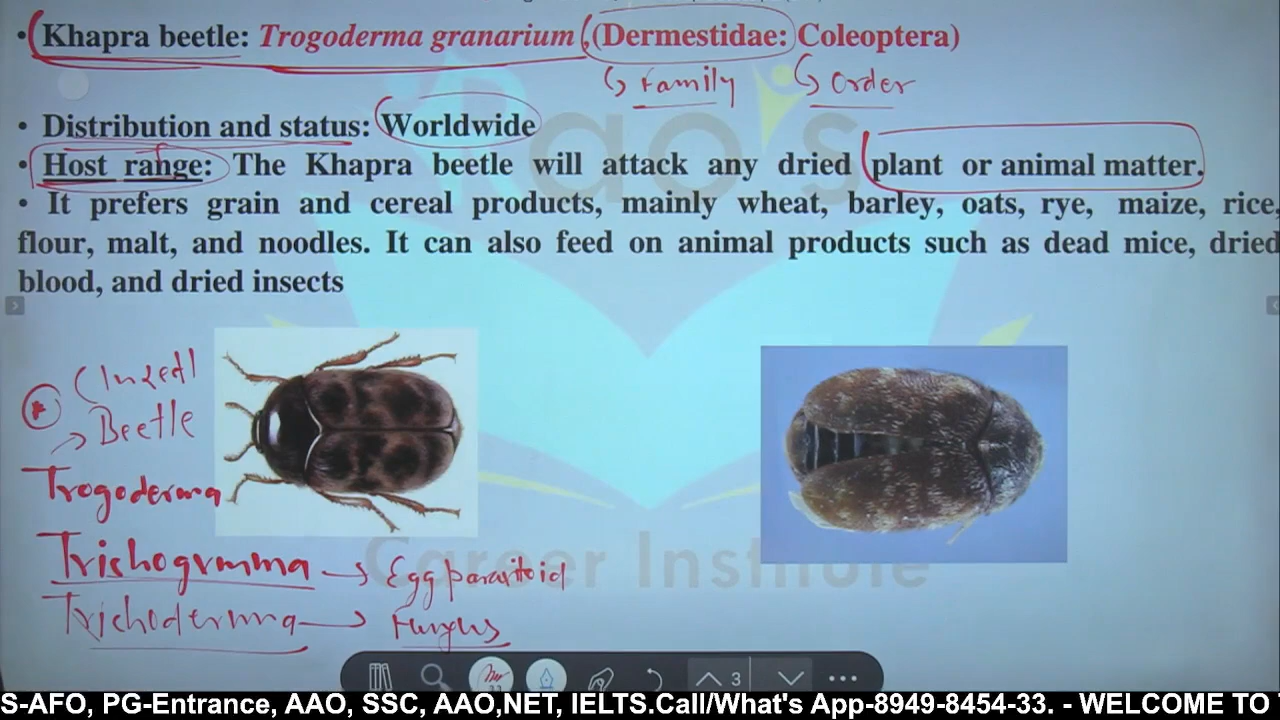 • Khapra beetle: Trogoderma granarium ,(Dermestidae: Coleoptera)
Family Order
• Distribution and status: Worldwide
• Host range: The Khapra beetle will attack any dried plant or animal matter.
• It prefers grain and cereal products, mainly wheat, barley, oats, rye, maize, rice,
flour, malt, and noodles. It can also feed on animal products such as dead mice, dried
blood, and dried insects
Beetle
Trogoderma
→ Egg parasitoid
Trichoderma → Fungus
Rao's
Career Institute
3
S-AFO, PG-Entrance, AAO, SSC, AAO,NET, IELTS.Call/What's App-8949-8454-33. - WELCOME TO